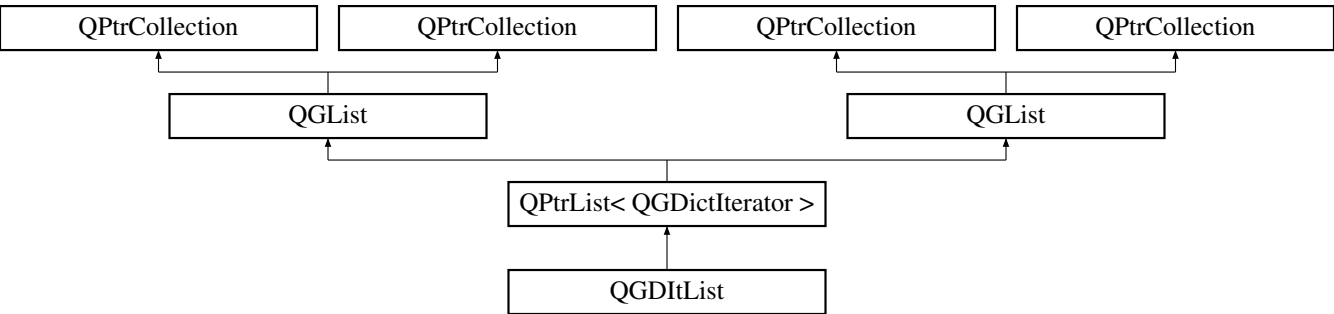 QPtrCollection QPtrCollection QPtrCollection QPtrCollection
QGList QGList
QPtrList< QGDictIterator >
QGDItList